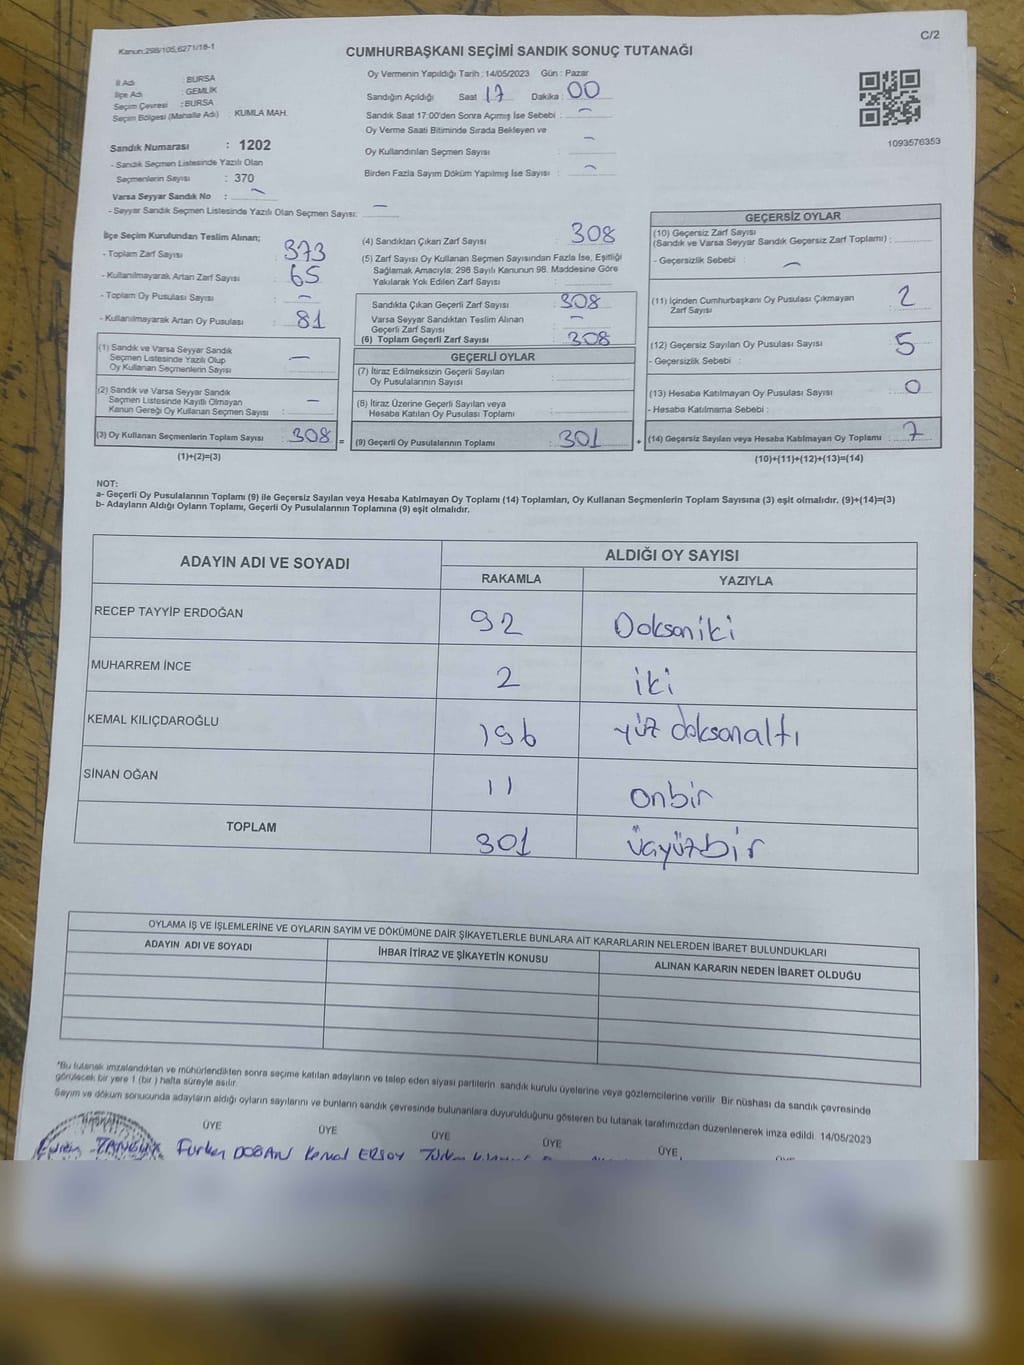 Kanun:298/105,6271/18-1
C/2
CUMHURBAŞKANI SEÇİMİ SANDIK SONUÇ TUTANAĞI
İl Adı : BURSA
İlçe Adı : GEMLİK
Seçim Çevresi : BURSA
Seçim Bölgesi (Mahalle Adı) : KUMLA MAH.
Sandık Numarası : 1202
- Sandık Seçmen Listesinde Yazılı Olan
Seçmenlerin Sayısı : 370
Varsa Seyyar Sandık No : -
- Seyyar Sandık Seçmen Listesinde Yazılı Olan Seçmen Sayısı: -
Oy Vermenin Yapıldığı Tarih : 14/05/2023 Gün : Pazar
Sandığın Açıldığı Saat 17 Dakika : 00
Sandık Saat 17:00'den Sonra Açılmış İse Sebebi : -
Oy Verme Saati Bitiminde Sırada Bekleyen ve -
Oy Kullandırılan Seçmen Sayısı :
Birden Fazla Sayım Döküm Yapılmış İse Sayısı : -
1093576353
İlçe Seçim Kurulundan Teslim Alınan;
- Toplam Zarf Sayısı : 373
- Kullanılmayarak Artan Zarf Sayısı : 65
- Toplam Oy Pusulası Sayısı : -
- Kullanılmayarak Artan Oy Pusulası : 81
(1) Sandık ve Varsa Seyyar Sandık
Seçmen Listesinde Yazılı Olup
Oy Kullanan Seçmenlerin Sayısı : -
(2) Sandık ve Varsa Seyyar Sandık
Seçmen Listesinde Kayıtlı Olmayan
Kanun Gereği Oy Kullanan Seçmen Sayısı : -
(3) Oy Kullanan Seçmenlerin Toplam Sayısı : 308 =
(1)+(2)=(3)
(4) Sandıktan Çıkan Zarf Sayısı : 308
(5) Zarf Sayısı Oy Kullanan Seçmen Sayısından Fazla İse, Eşitliği
Sağlamak Amacıyla, 298 Sayılı Kanunun 98. Maddesine Göre
Yakılarak Yok Edilen Zarf Sayısı :
Sandıkta Çıkan Geçerli Zarf Sayısı : 308
Varsa Seyyar Sandıktan Teslim Alınan
Geçerli Zarf Sayısı : -
(6) Toplam Geçerli Zarf Sayısı : 308
GEÇERLİ OYLAR
(7) İtiraz Edilmeksizin Geçerli Sayılan
Oy Pusulalarının Sayısı :
(8) İtiraz Üzerine Geçerli Sayılan veya
Hesaba Katılan Oy Pusulası Toplamı :
(9) Geçerli Oy Pusulalarının Toplamı : 301 +
GEÇERSİZ OYLAR
(10) Geçersiz Zarf Sayısı
(Sandık ve Varsa Seyyar Sandık Geçersiz Zarf Toplamı) :
- Geçersizlik Sebebi : -
(11) İçinden Cumhurbaşkanı Oy Pusulası Çıkmayan
Zarf Sayısı : 2
(12) Geçersiz Sayılan Oy Pusulası Sayısı : 5
- Geçersizlik Sebebi :
(13) Hesaba Katılmayan Oy Pusulası Sayısı : 0
- Hesaba Katılmama Sebebi :
(14) Geçersiz Sayılan veya Hesaba Katılmayan Oy Toplamı : 7
(10)+(11)+(12)+(13)=(14)
NOT:
a- Geçerli Oy Pusulalarının Toplamı (9) ile Geçersiz Sayılan veya Hesaba Katılmayan Oy Toplamı (14) Toplamları, Oy Kullanan Seçmenlerin Toplam Sayısına (3) eşit olmalıdır. (9)+(14)=(3)
b- Adayların Aldığı Oyların Toplamı, Geçerli Oy Pusulalarının Toplamına (9) eşit olmalıdır.
ADAYIN ADI VE SOYADI ALDIĞI OY SAYISI
RAKAMLA YAZIYLA
RECEP TAYYİP ERDOĞAN 92 Doksaniki
MUHARREM İNCE 2 iki
KEMAL KILIÇDAROĞLU 196 yüz doksanaltı
SİNAN OĞAN 11 onbir
TOPLAM 301 üçyüzbir
OYLAMA İŞ VE İŞLEMLERİNE VE OYLARIN SAYIM VE DÖKÜMÜNE DAİR ŞİKAYETLERLE BUNLARA AİT KARARLARIN NELERDEN İBARET BULUNDUKLARI
ADAYIN ADI VE SOYADI İHBAR İTİRAZ VE ŞİKAYETİN KONUSU ALINAN KARARIN NEDEN İBARET OLDUĞU
*Bu tutanak imzalandıktan ve mühürlendikten sonra seçime katılan adayların ve talep eden siyasi partilerin sandık kurulu üyelerine veya gözlemcilerine verilir Bir nüshası da sandık çevresinde
görülecek bir yere 1 (bir ) hafta süreyle asılır.
Sayım ve döküm sonucunda adayların aldığı oyların sayılarını ve bunların sandık çevresinde bulunanlara duyurulduğunu gösteren bu tutanak tarafımızdan düzenlenerek imza edildi. 14/05/2023
BAŞKAN ÜYE ÜYE ÜYE ÜYE ÜYE
Furkan DOĞAN Kemal ERSOY